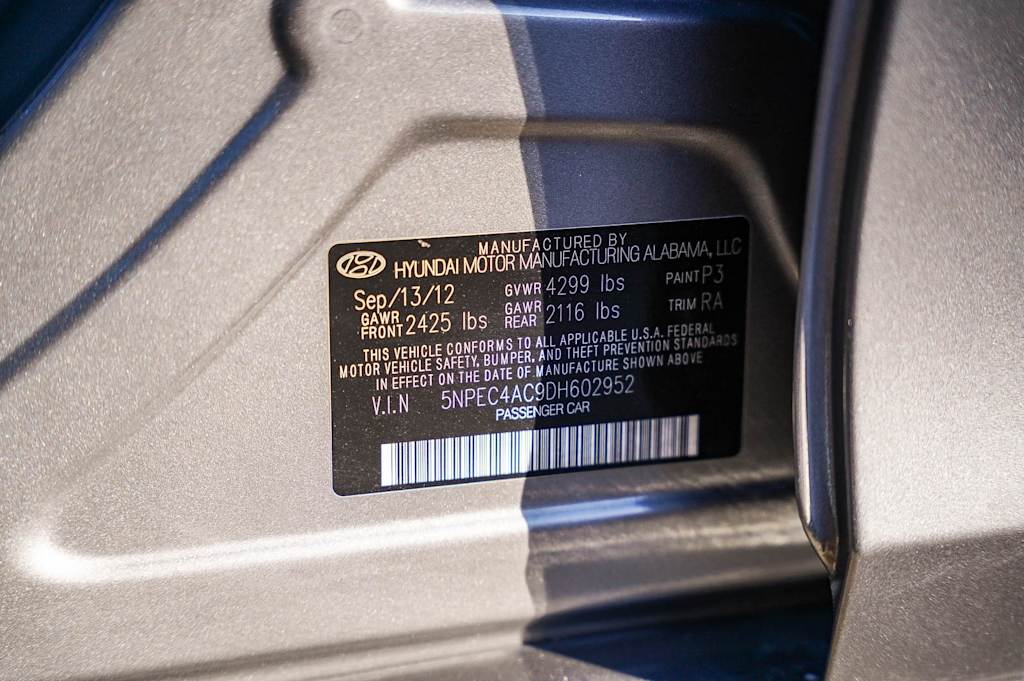 MANUFACTURED BY
HYUNDAI MOTOR MANUFACTURING ALABAMA, LLC
Sep/13/12 GVWR 4299 lbs PAINT P3
GAWR FRONT 2425 lbs GAWR REAR 2116 lbs TRIM RA
THIS VEHICLE CONFORMS TO ALL APPLICABLE U.S.A. FEDERAL
MOTOR VEHICLE SAFETY, BUMPER, AND THEFT PREVENTION STANDARDS
IN EFFECT ON THE DATE OF MANUFACTURE SHOWN ABOVE
V.I.N 5NPEC4AC9DH602952
PASSENGER CAR